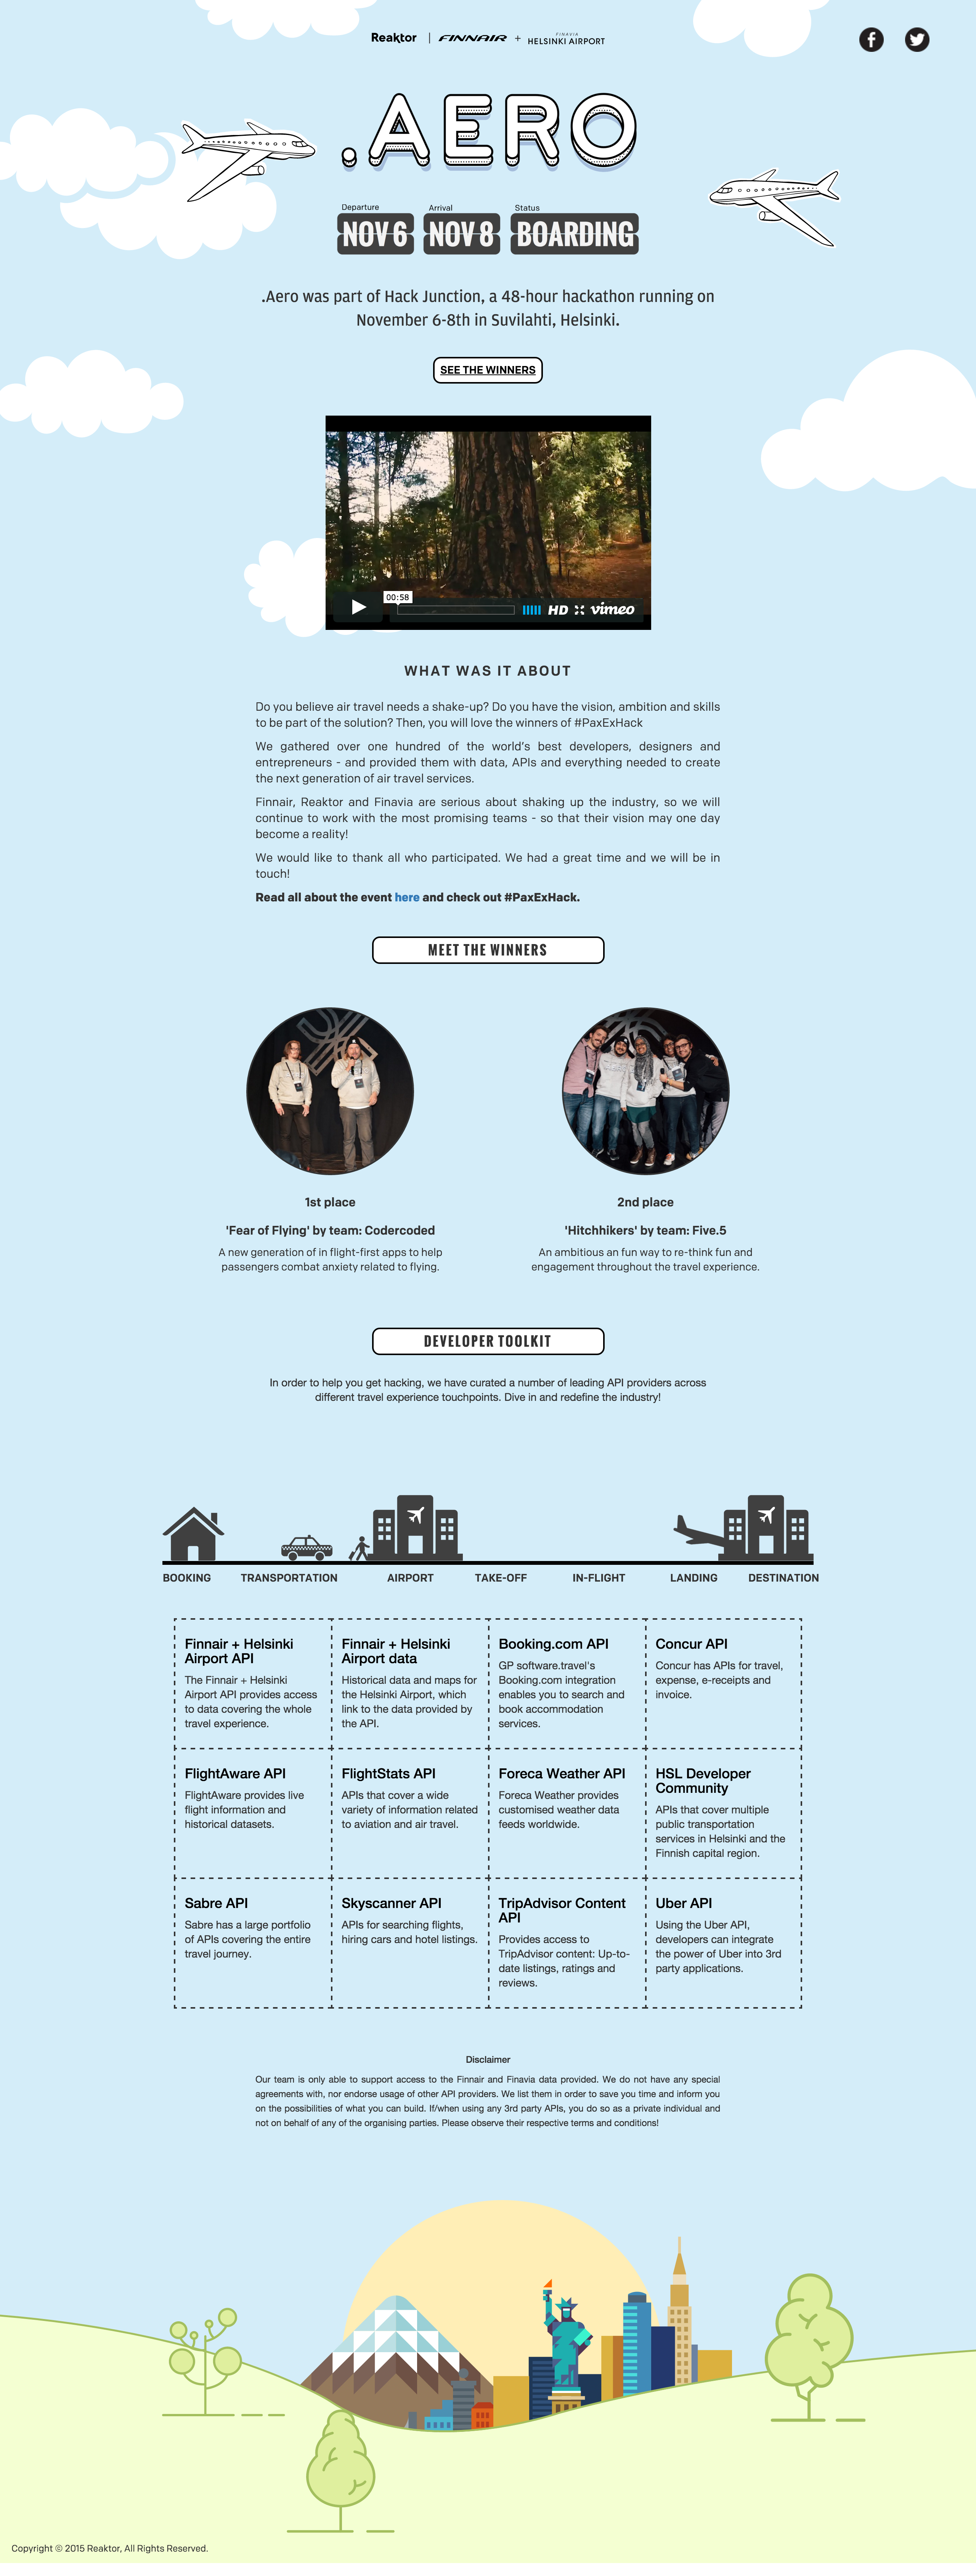 Reaktor | FINNAIR + FINAVIA HELSINKI AIRPORT
.AERO
Departure Arrival Status
NOV 6 NOV 8 BOARDING
.Aero was part of Hack Junction, a 48-hour hackathon running on
November 6-8th in Suvilahti, Helsinki.
SEE THE WINNERS
00:58
HD vimeo
WHAT WAS IT ABOUT
Do you believe air travel needs a shake-up? Do you have the vision, ambition and skills
to be part of the solution? Then, you will love the winners of #PaxExHack
We gathered over one hundred of the world's best developers, designers and
entrepreneurs - and provided them with data, APIs and everything needed to create
the next generation of air travel services.
Finnair, Reaktor and Finavia are serious about shaking up the industry, so we will
continue to work with the most promising teams - so that their vision may one day
become a reality!
We would like to thank all who participated. We had a great time and we will be in
touch!
Read all about the event here and check out #PaxExHack.
MEET THE WINNERS
1st place
'Fear of Flying' by team: Codercoded
A new generation of in flight-first apps to help
passengers combat anxiety related to flying.
2nd place
'Hitchhikers' by team: Five.5
An ambitious an fun way to re-think fun and
engagement throughout the travel experience.
DEVELOPER TOOLKIT
In order to help you get hacking, we have curated a number of leading API providers across
different travel experience touchpoints. Dive in and redefine the industry!
BOOKING TRANSPORTATION AIRPORT TAKE-OFF IN-FLIGHT LANDING DESTINATION
Finnair + Helsinki
Airport API
The Finnair + Helsinki
Airport API provides access
to data covering the whole
travel experience.
Finnair + Helsinki
Airport data
Historical data and maps for
the Helsinki Airport, which
link to the data provided by
the API.
Booking.com API
GP software.travel's
Booking.com integration
enables you to search and
book accommodation
services.
Concur API
Concur has APIs for travel,
expense, e-receipts and
invoice.
FlightAware API
FlightAware provides live
flight information and
historical datasets.
FlightStats API
APIs that cover a wide
variety of information related
to aviation and air travel.
Foreca Weather API
Foreca Weather provides
customised weather data
feeds worldwide.
HSL Developer
Community
APIs that cover multiple
public transportation
services in Helsinki and the
Finnish capital region.
Sabre API
Sabre has a large portfolio
of APIs covering the entire
travel journey.
Skyscanner API
APIs for searching flights,
hiring cars and hotel listings.
TripAdvisor Content
API
Provides access to
TripAdvisor content: Up-to-
date listings, ratings and
reviews.
Uber API
Using the Uber API,
developers can integrate
the power of Uber into 3rd
party applications.
Disclaimer
Our team is only able to support access to the Finnair and Finavia data provided. We do not have any special
agreements with, nor endorse usage of other API providers. We list them in order to save you time and inform you
on the possibilities of what you can build. If/when using any 3rd party APIs, you do so as a private individual and
not on behalf of any of the organising parties. Please observe their respective terms and conditions!
Copyright © 2015 Reaktor, All Rights Reserved.